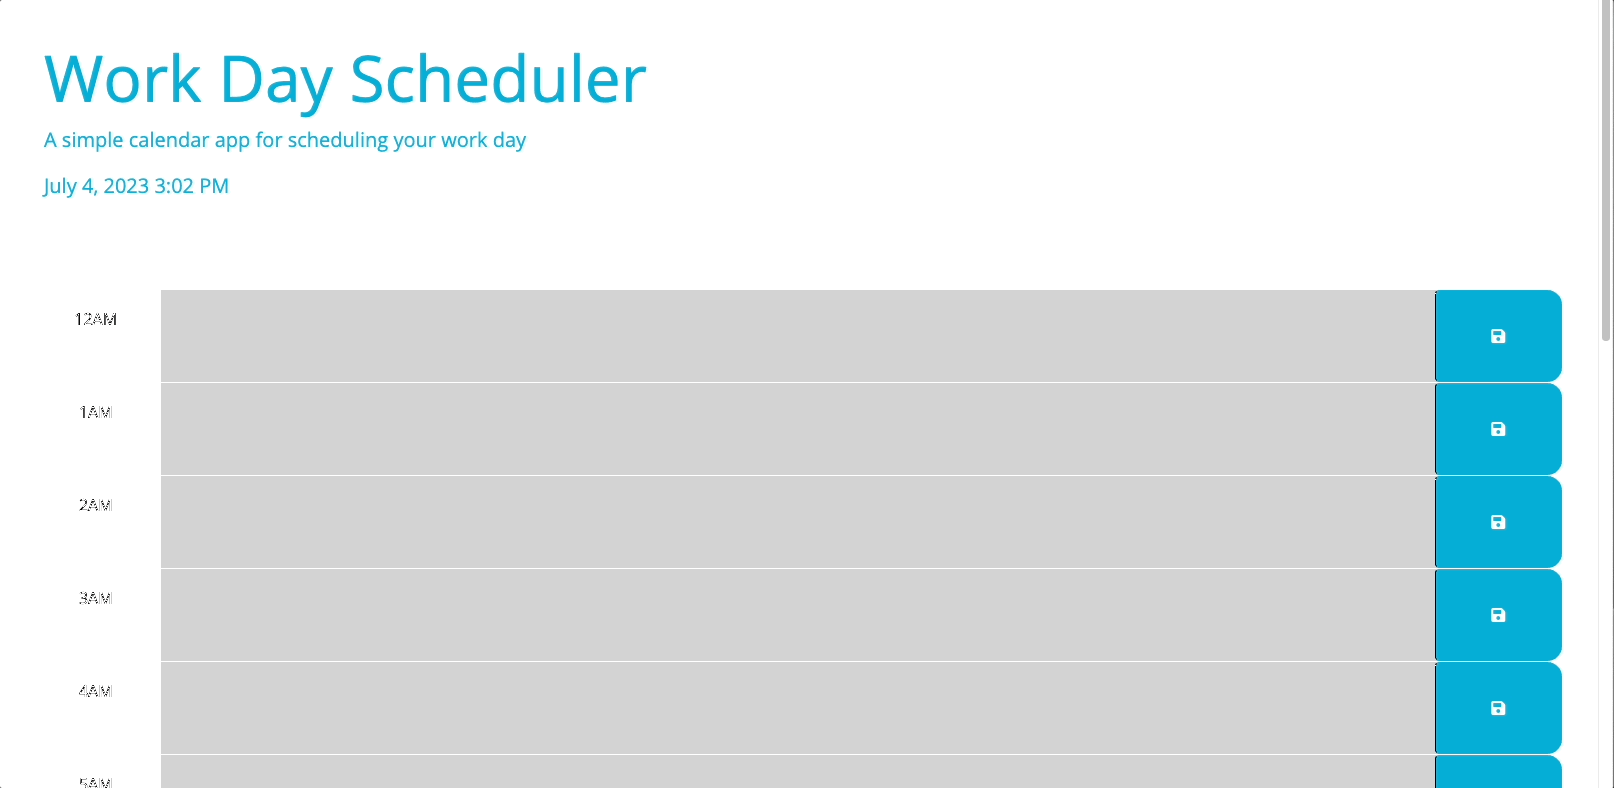 Work Day Scheduler
A simple calendar app for scheduling your work day
July 4, 2023 3:02 PM
12AM
1AM
2AM
3AM
4AM
5AM